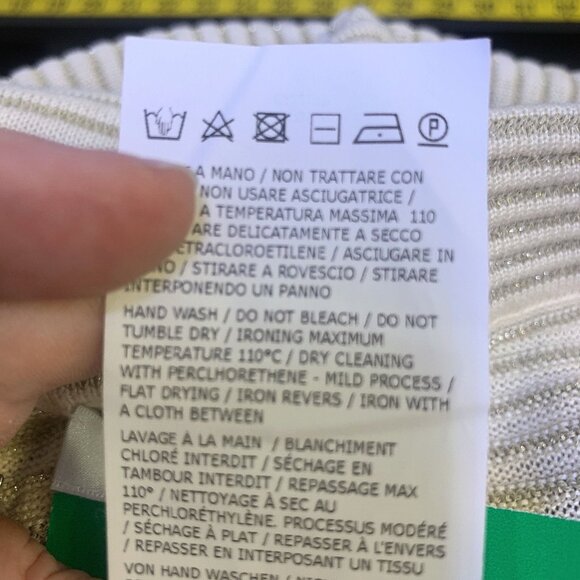 P
A MANO / NON TRATTARE CON
NON USARE ASCIUGATRICE /
A TEMPERATURA MASSIMA 110
DELICATAMENTE A SECCO
/ ASCIUGARE IN
/ STIRARE A ROVESCIO / STIRARE
INTERPONENDO UN PANNO
HAND WASH / DO NOT BLEACH / DO NOT
TUMBLE DRY / IRONING MAXIMUM
TEMPERATURE 110°C / DRY CLEANING
WITH PERCLHORETHENE - MILD PROCESS /
FLAT DRYING / IRON REVERS / IRON WITH
A CLOTH BETWEEN
LAVAGE À LA MAIN / BLANCHIMENT
CHLORÉ INTERDIT / SÉCHAGE EN
TAMBOUR INTERDIT / REPASSAGE MAX
110° / NETTOYAGE À SEC AU
PERCHLORÉTHYLÈNE. PROCESSUS MODÉRÉ
/ SÉCHAGE À PLAT / REPASSER À L'ENVERS
/ REPASSER EN INTERPOSANT UN TISSU
VON HAND WASCHEN /